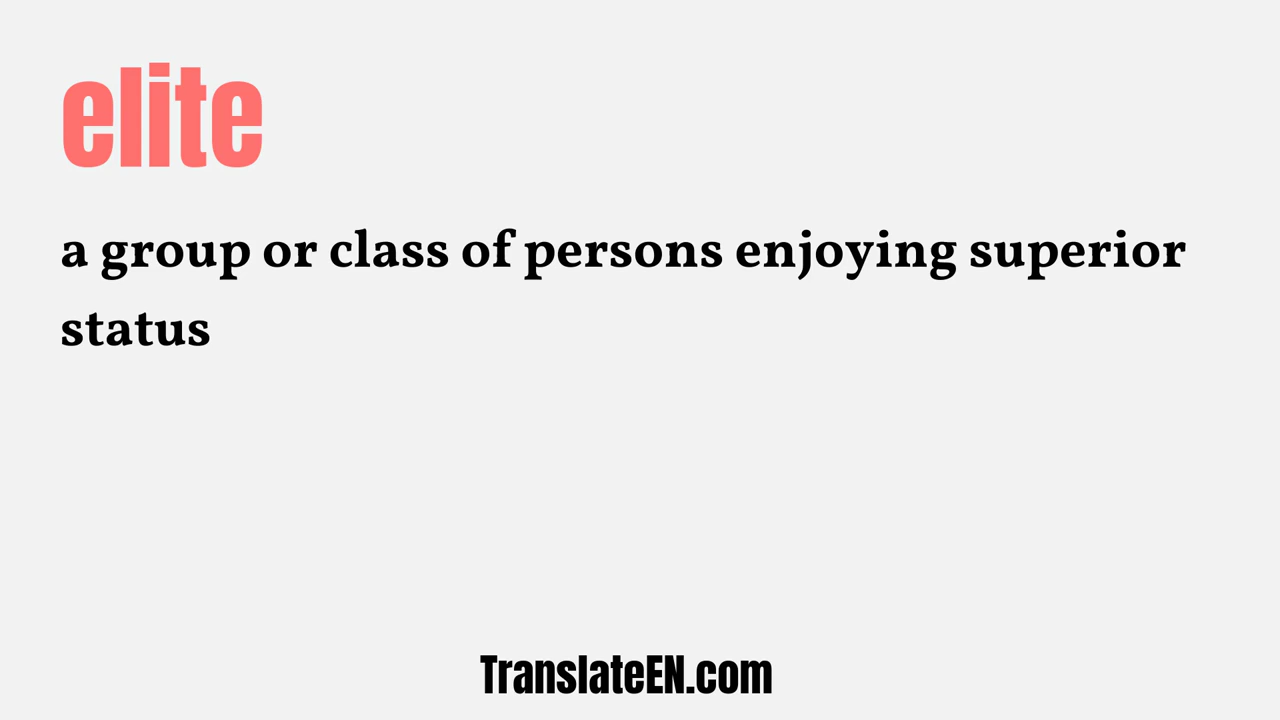 elite
a group or class of persons enjoying superior
status
TranslateEN.com